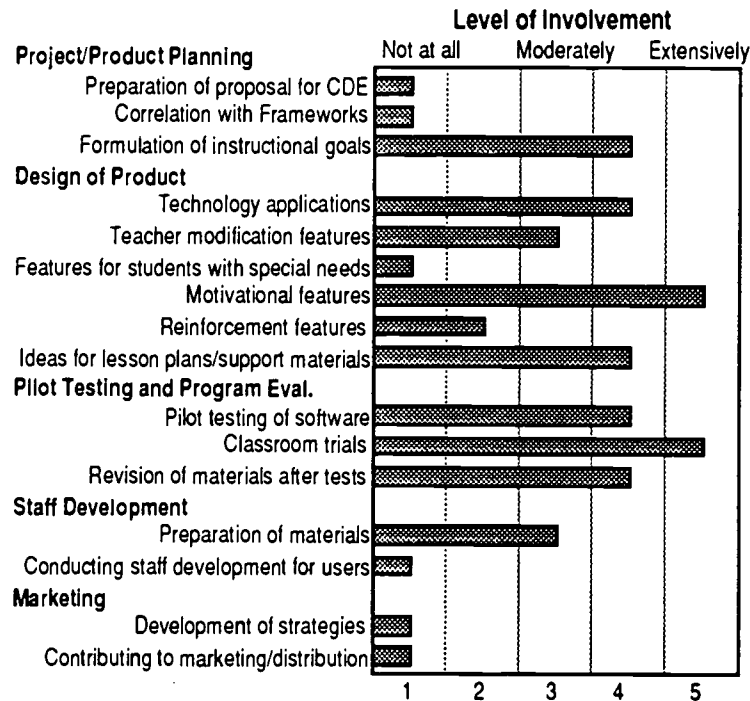 Level of Involvement
Not at all Moderately Extensively
Project/Product Planning
Preparation of proposal for CDE
Correlation with Frameworks
Formulation of instructional goals
Design of Product
Technology applications
Teacher modification features
Features for students with special needs
Motivational features
Reinforcement features
Ideas for lesson plans/support materials
Pilot Testing and Program Eval.
Pilot testing of software
Classroom trials
Revision of materials after tests
Staff Development
Preparation of materials
Conducting staff development for users
Marketing
Development of strategies
Contributing to marketing/distribution
1 2 3 4 5